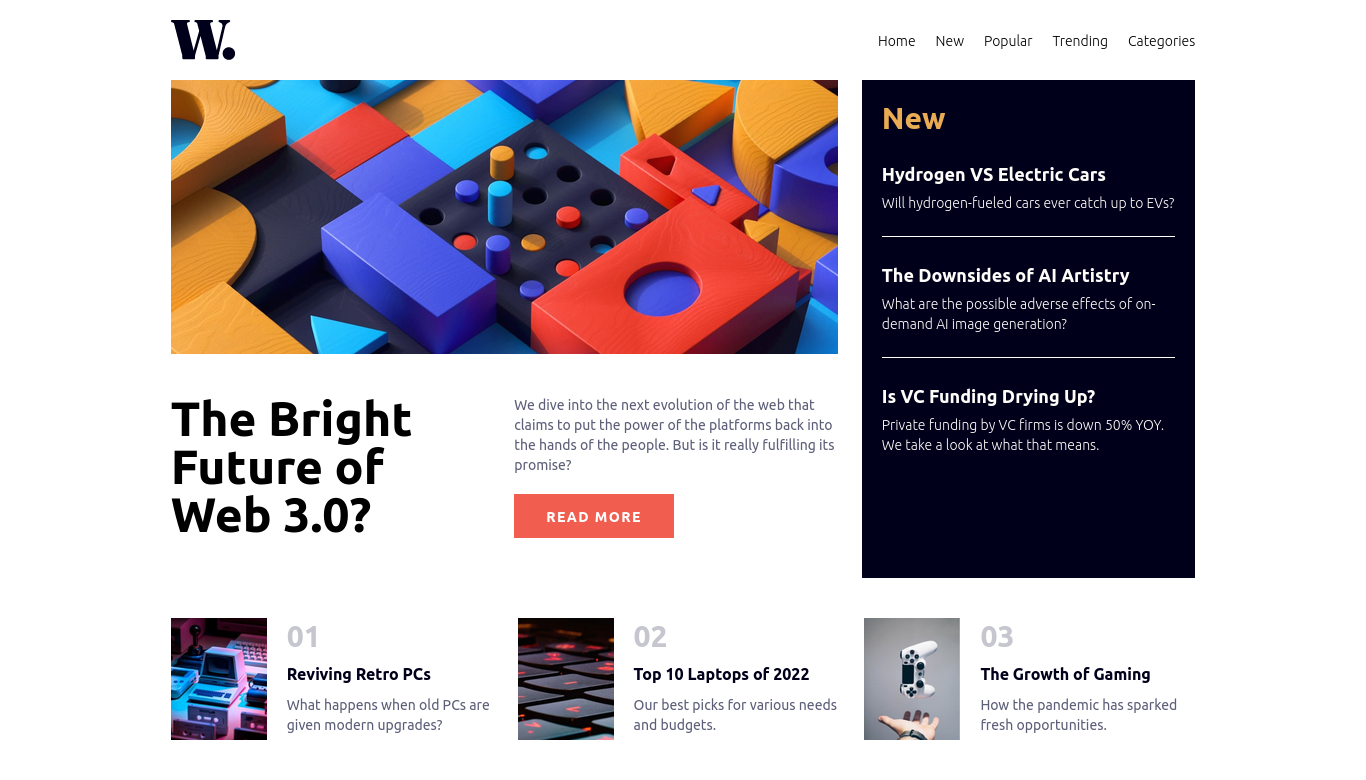 W.
Home New Popular Trending Categories
The Bright
Future of
Web 3.0?
We dive into the next evolution of the web that
claims to put the power of the platforms back into
the hands of the people. But is it really fulfilling its
promise?
READ MORE
New
Hydrogen VS Electric Cars
Will hydrogen-fueled cars ever catch up to EVs?
The Downsides of AI Artistry
What are the possible adverse effects of on-
demand AI image generation?
Is VC Funding Drying Up?
Private funding by VC firms is down 50% YOY.
We take a look at what that means.
01
Reviving Retro PCs
What happens when old PCs are
given modern upgrades?
02
Top 10 Laptops of 2022
Our best picks for various needs
and budgets.
03
The Growth of Gaming
How the pandemic has sparked
fresh opportunities.